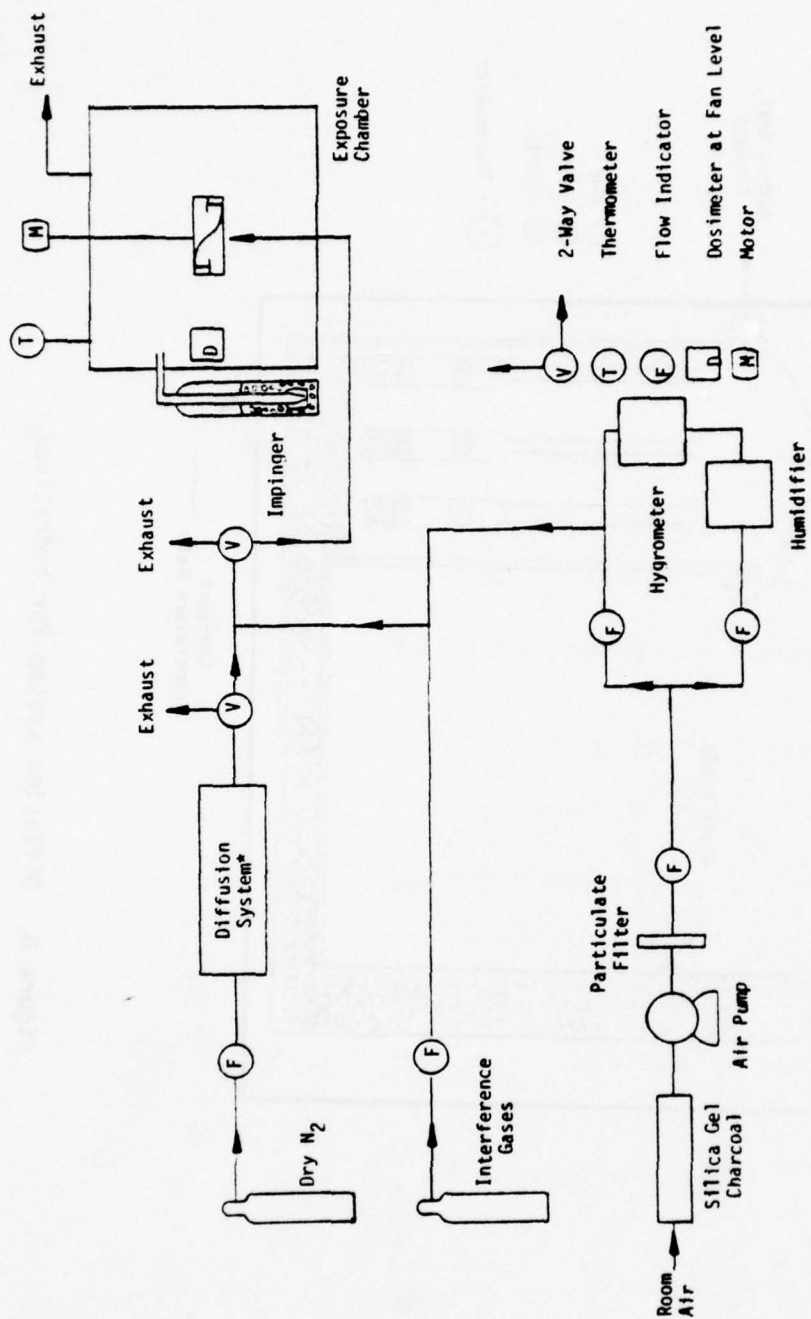 Exhaust
T
M
D
Exposure
Chamber
Impinger
Exhaust
V
Exhaust
V
Diffusion
System*
F
Dry N2
F
Interference
Gases
Room
Air
Silica Gel
Charcoal
Air Pump
Particulate
Filter
F
F
F
Hygrometer
Humidifier
V 2-Way Valve
T Thermometer
F Flow Indicator
D Dosimeter at Fan Level
M Motor